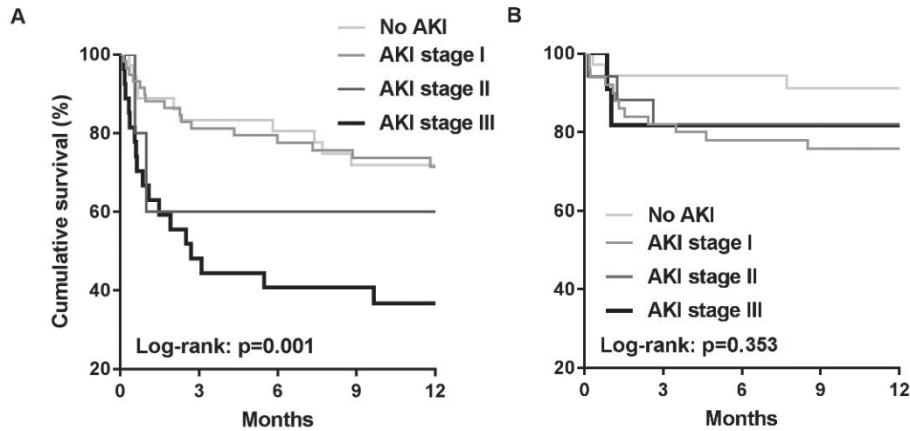 A
No AKI
AKI stage I
AKI stage II
AKI stage III
Cumulative survival (%)
100
80
60
40
20
Log-rank: p=0.001
0
3
6
9
12
Months
B
100
80
60
40
20
No AKI
AKI stage I
AKI stage II
AKI stage III
Log-rank: p=0.353
0
3
6
9
12
Months